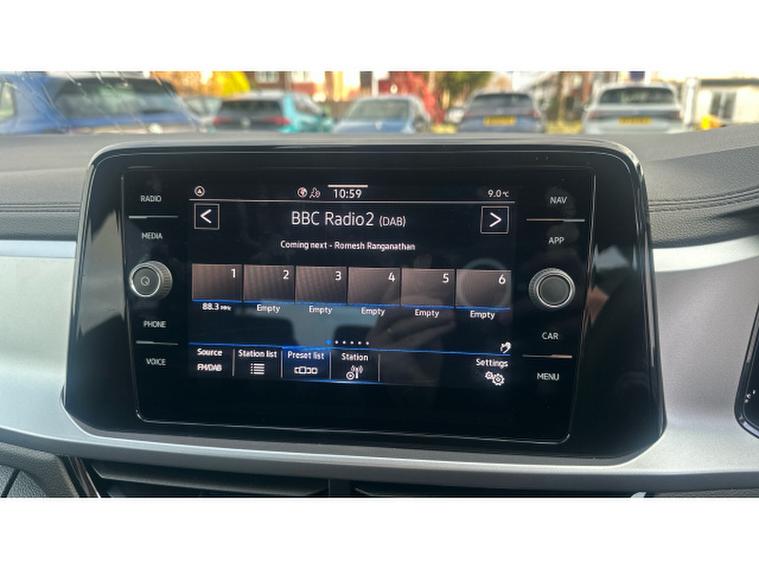 10:59
9.0°C
RADIO
NAV
BBC Radio2 (DAB)
MEDIA
APP
Coming next - Romesh Ranganathan
1 2 3 4 5 6
88.3 MHz Empty Empty Empty Empty Empty
PHONE
CAR
Source Station list Preset list Station Settings
VOICE
FM/DAB
MENU